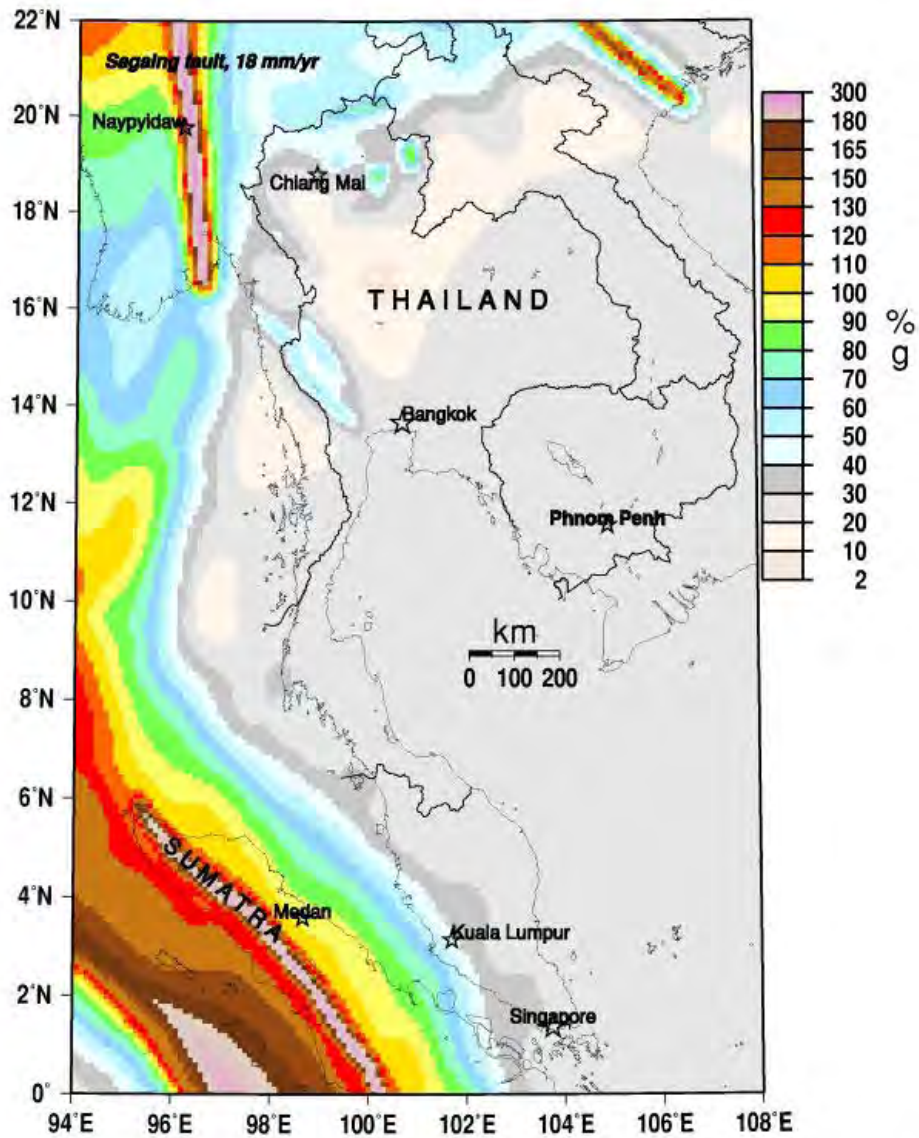 22°N
Sagaing fault, 18 mm/yr
20°N
Naypyidaw
Chiang Mai
18°N
16°N
THAILAND
14°N
Bangkok
12°N
Phnom Penh
10°N
km
0 100 200
8°N
6°N
SUMATRA
4°N
Medan
Kuala Lumpur
2°N
Singapore
0°
94°E 96°E 98°E 100°E 102°E 104°E 106°E 108°E
300
180
165
150
130
120
110
100
90
80
70
60
50
40
30
20
10
2
%
g